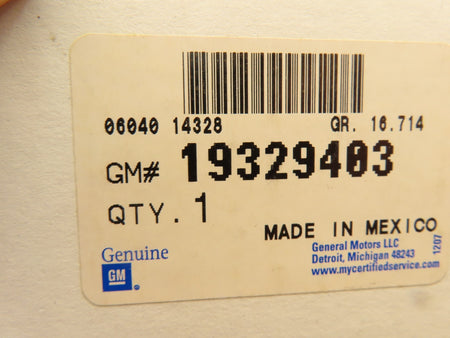 06040 14328 GR. 16.714
GM# 19329403
QTY. 1
MADE IN MEXICO
Genuine
GM
General Motors LLC
Detroit, Michigan 48243
www.mycertifiedservice.com
1207